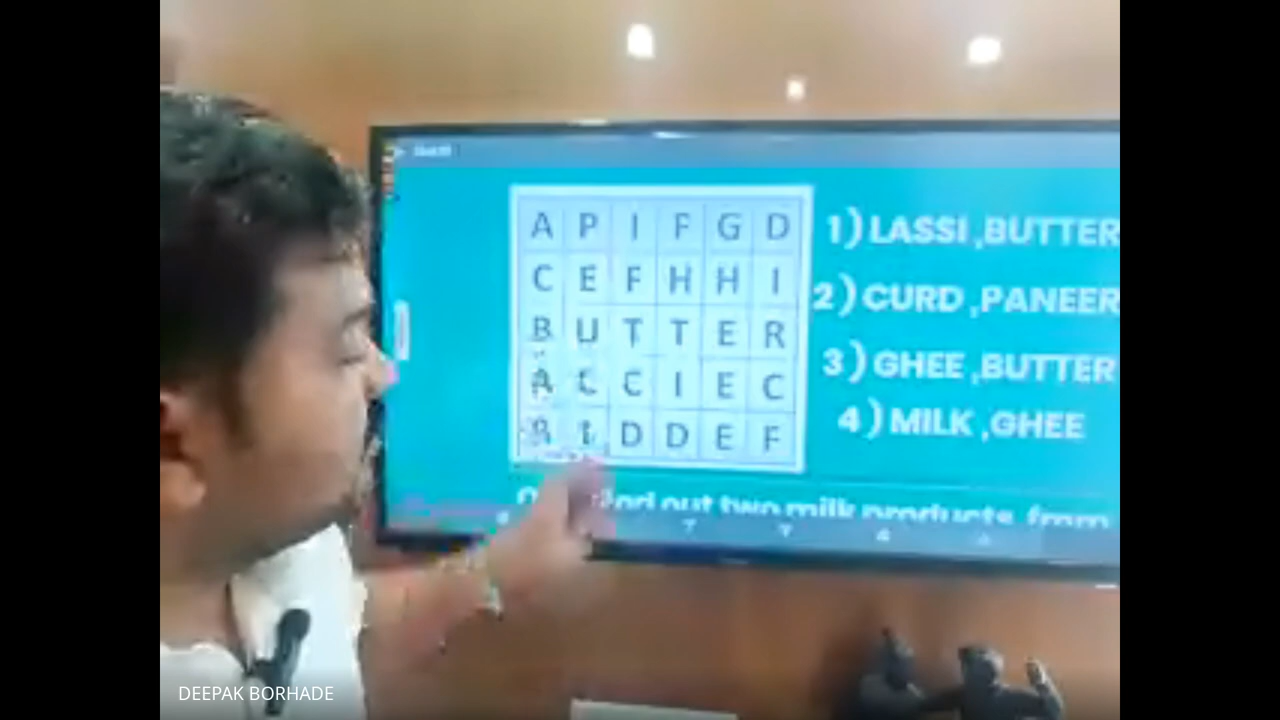 A P I F G D
C E F H H I
B U T T E R
A C C I E C
D D E F
1) LASSI ,BUTTER
2) CURD ,PANEER
3) GHEE ,BUTTER
4) MILK ,GHEE
out two milk products from
DEEPAK BORHADE